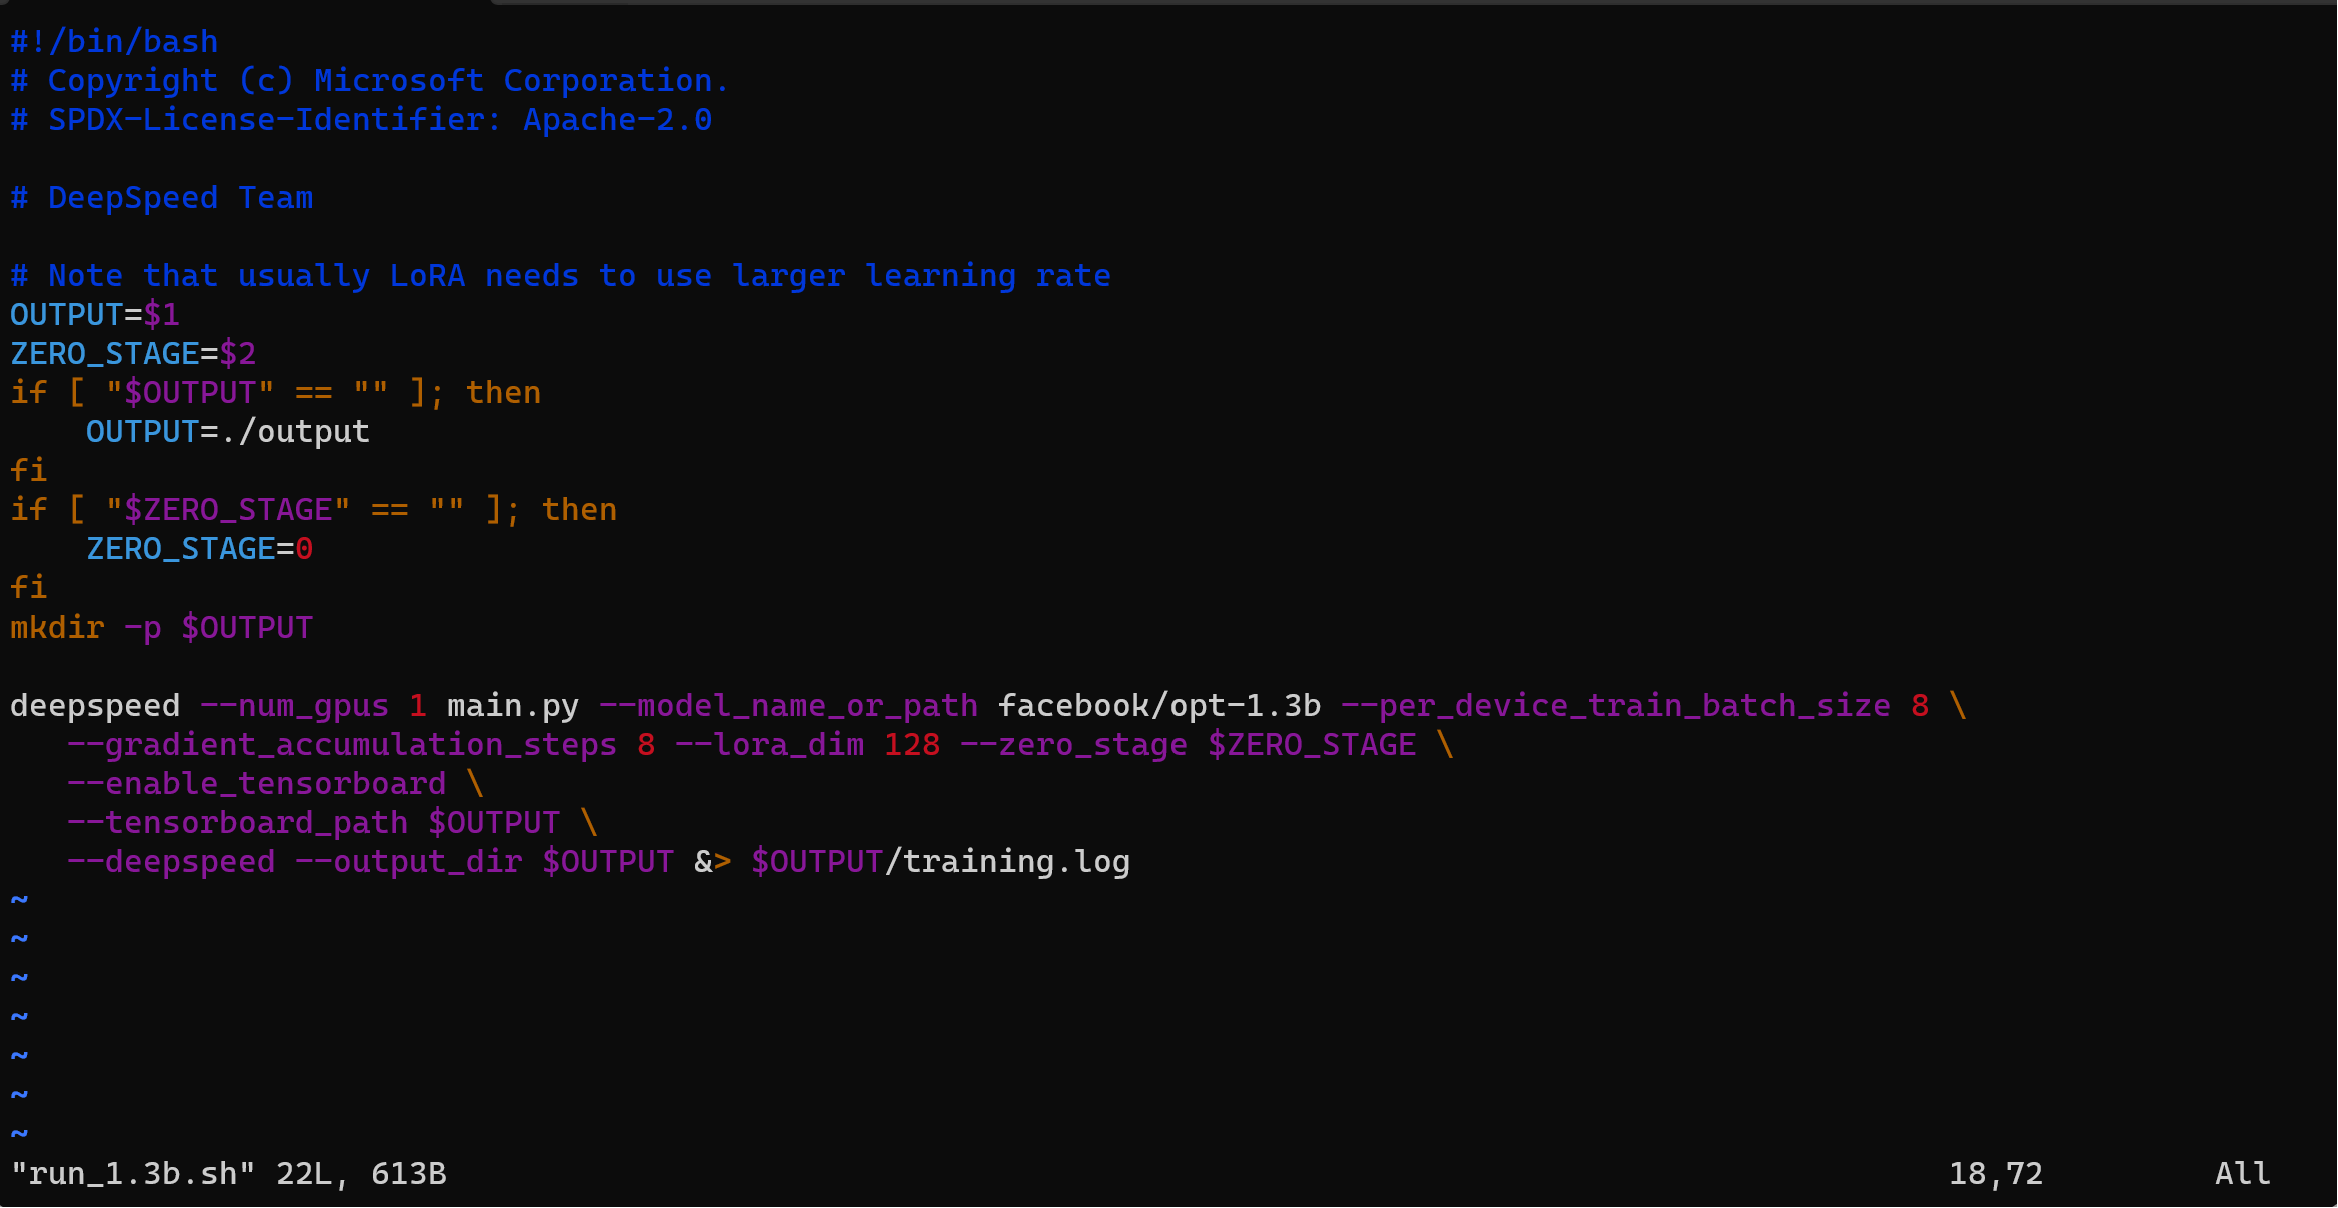 #!/bin/bash
# Copyright (c) Microsoft Corporation.
# SPDX-License-Identifier: Apache-2.0

# DeepSpeed Team

# Note that usually LoRA needs to use larger learning rate
OUTPUT=$1
ZERO_STAGE=$2
if [ "$OUTPUT" == "" ]; then
    OUTPUT=./output
fi
if [ "$ZERO_STAGE" == "" ]; then
    ZERO_STAGE=0
fi
mkdir -p $OUTPUT

deepspeed --num_gpus 1 main.py --model_name_or_path facebook/opt-1.3b --per_device_train_batch_size 8 \
   --gradient_accumulation_steps 8 --lora_dim 128 --zero_stage $ZERO_STAGE \
   --enable_tensorboard \
   --tensorboard_path $OUTPUT \
   --deepspeed --output_dir $OUTPUT &> $OUTPUT/training.log
~
~
~
~
~
~
~
"run_1.3b.sh" 22L, 613B 18,72 All